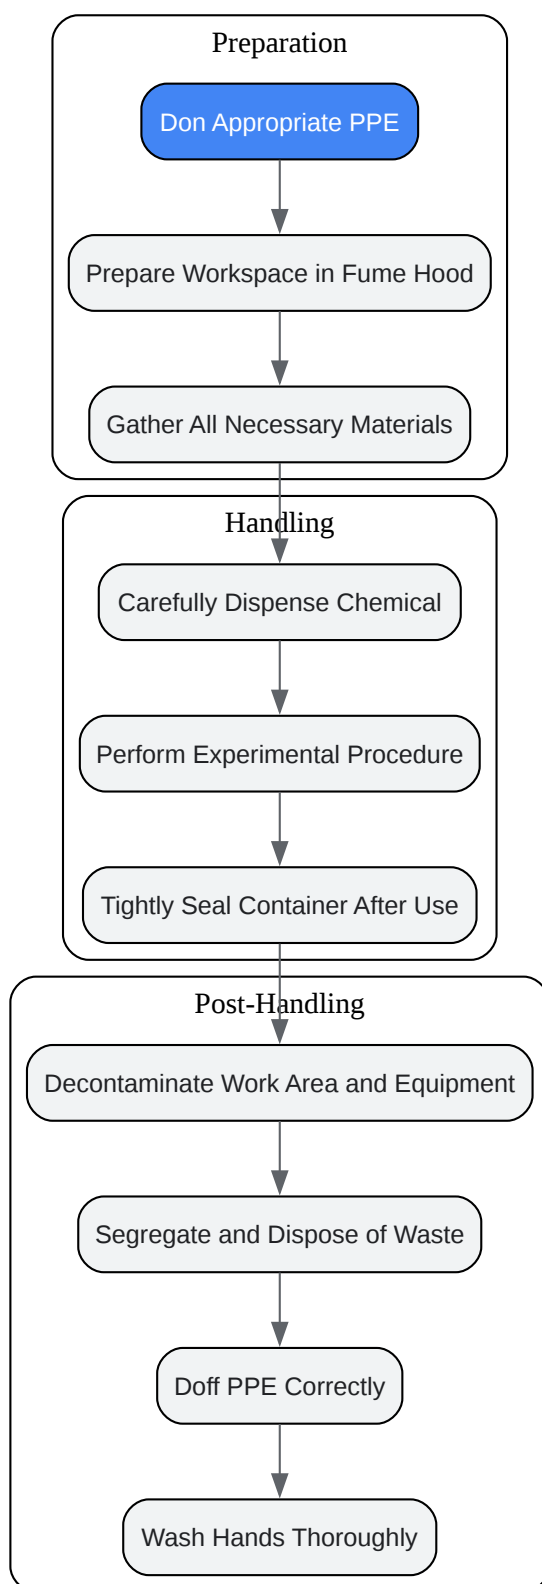 Preparation
Don Appropriate PPE
Prepare Workspace in Fume Hood
Gather All Necessary Materials
Handling
Carefully Dispense Chemical
Perform Experimental Procedure
Tightly Seal Container After Use
Post-Handling
Decontaminate Work Area and Equipment
Segregate and Dispose of Waste
Doff PPE Correctly
Wash Hands Thoroughly